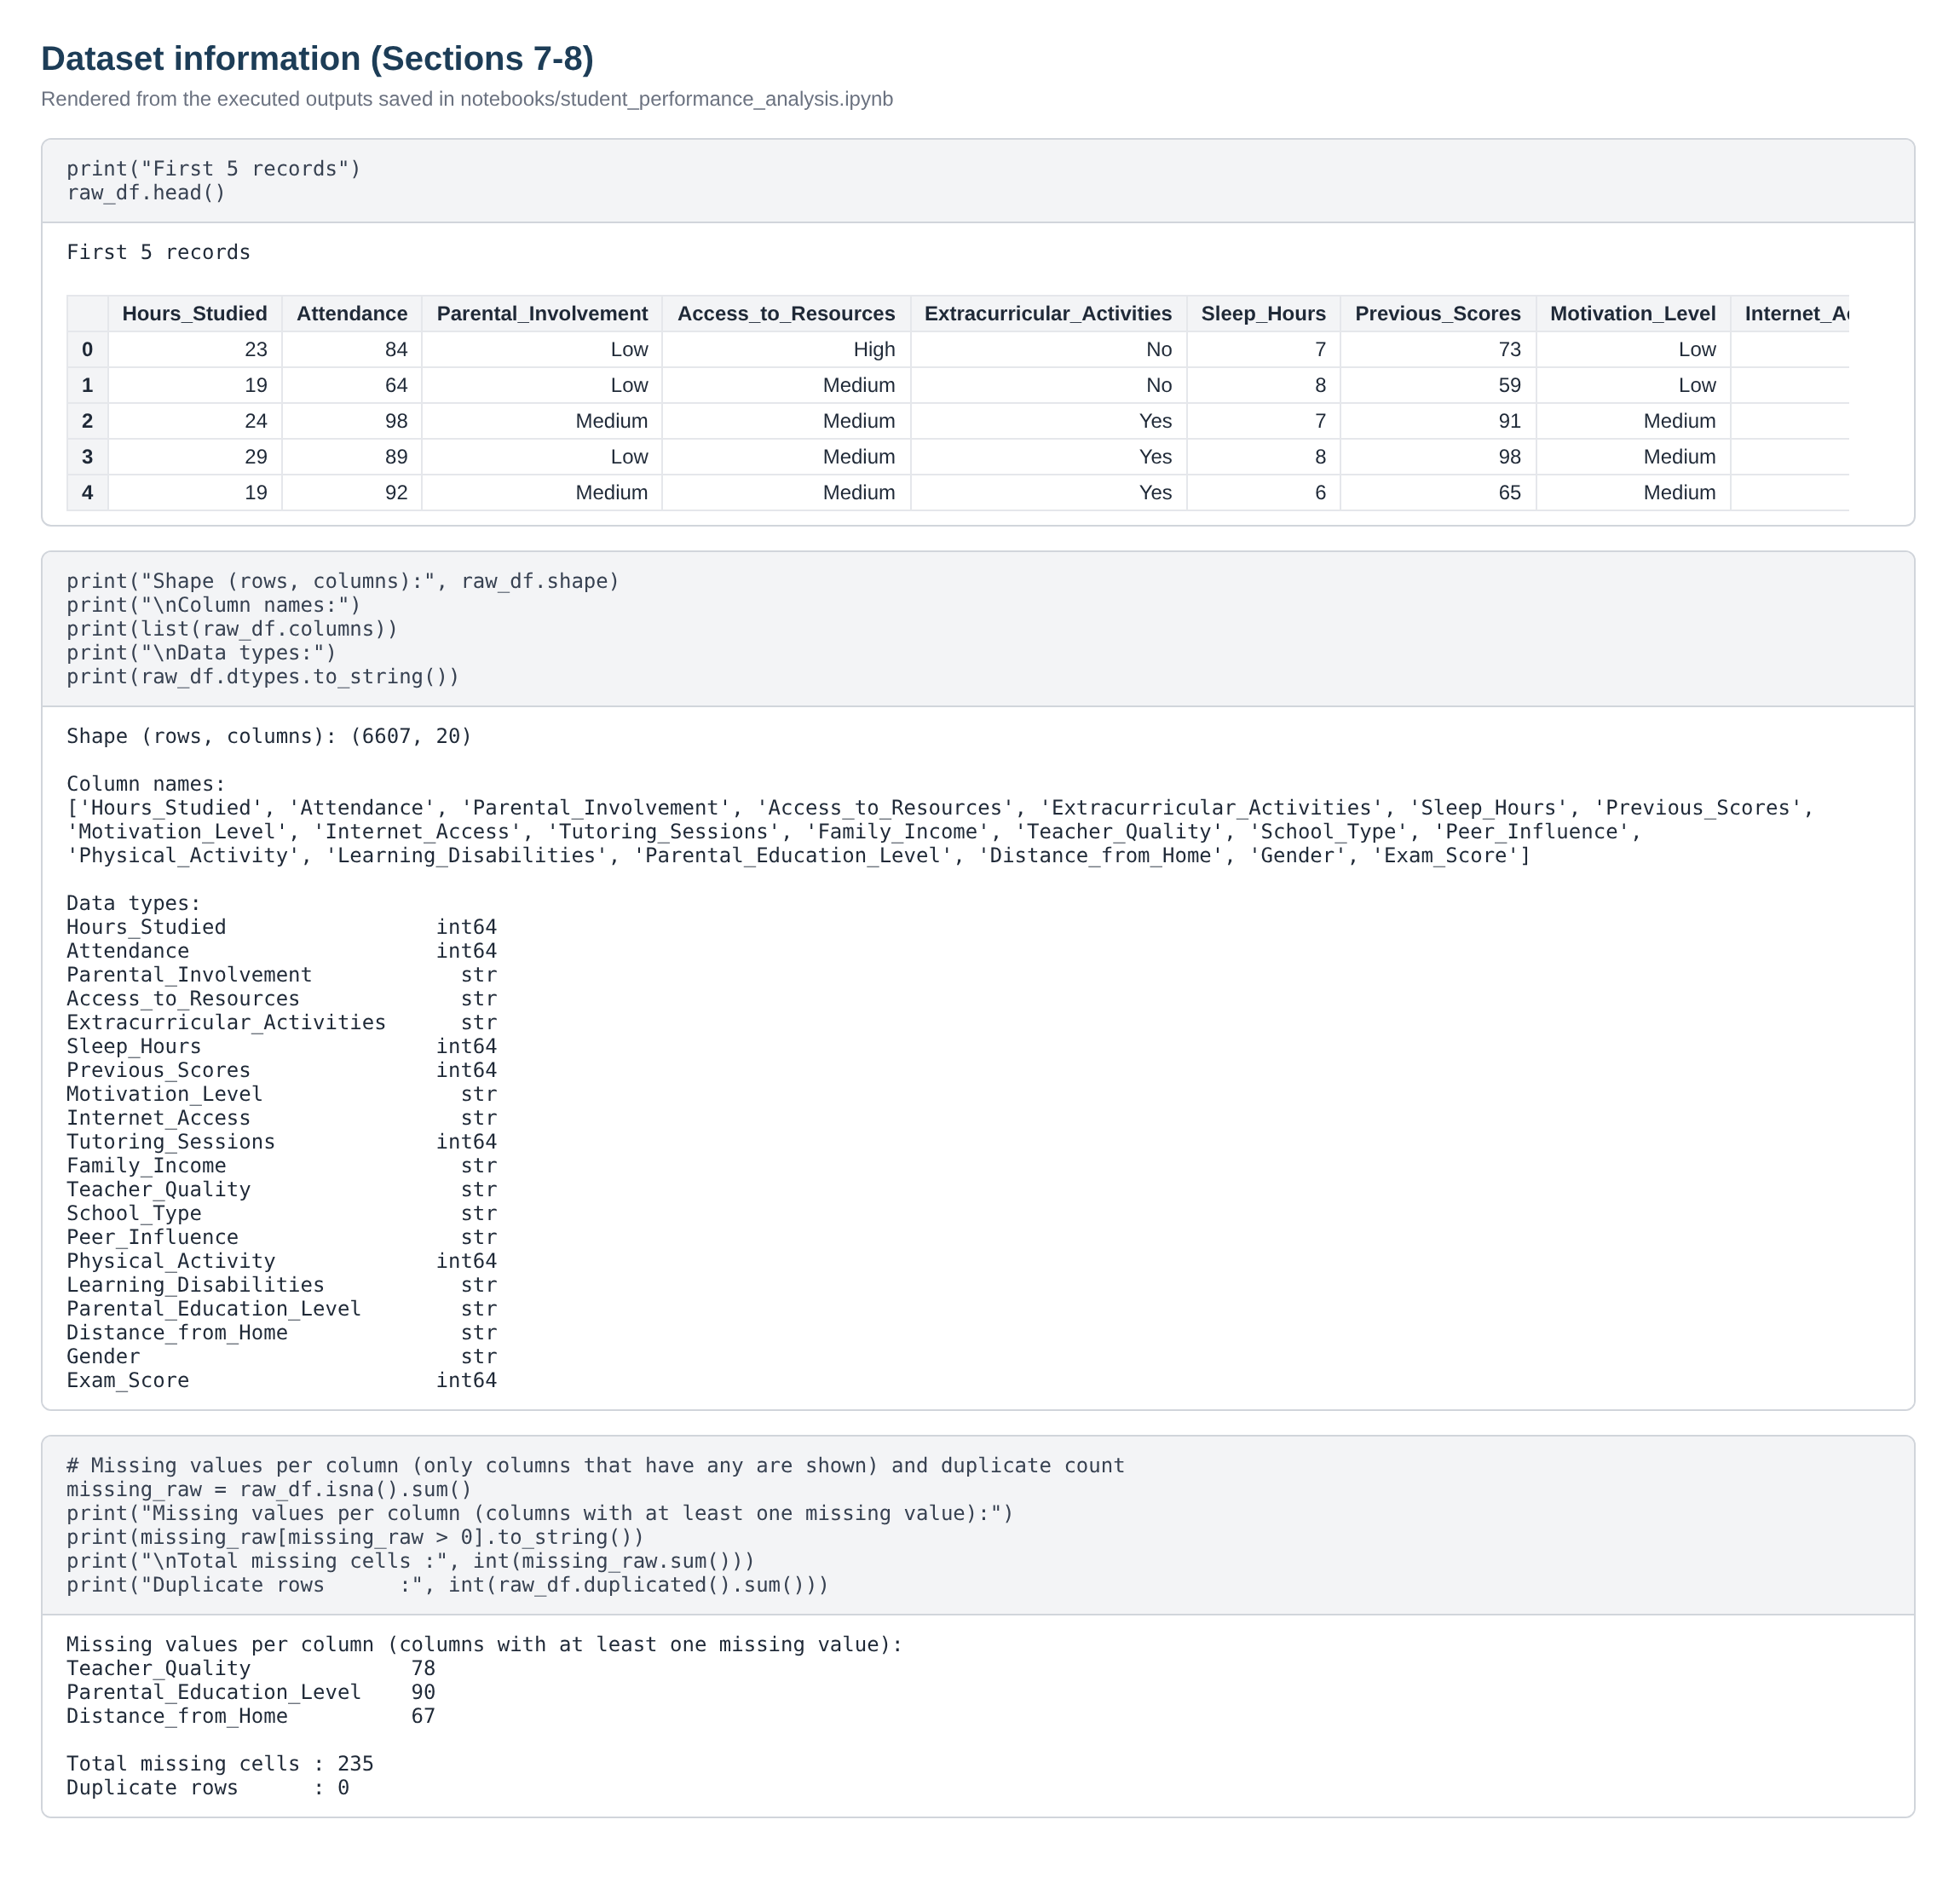 Dataset information (Sections 7-8)
Rendered from the executed outputs saved in notebooks/student_performance_analysis.ipynb
print("First 5 records")
raw_df.head()
First 5 records
Hours_Studied Attendance Parental_Involvement Access_to_Resources Extracurricular_Activities Sleep_Hours Previous_Scores Motivation_Level
0 23 84 Low High No 7 73 Low
1 19 64 Low Medium No 8 59 Low
2 24 98 Medium Medium Yes 7 91 Medium
3 29 89 Low Medium Yes 8 98 Medium
4 19 92 Medium Medium Yes 6 65 Medium
print("Shape (rows, columns):", raw_df.shape)
print("\nColumn names:")
print(list(raw_df.columns))
print("\nData types:")
print(raw_df.dtypes.to_string())
Shape (rows, columns): (6607, 20)
Column names:
['Hours_Studied', 'Attendance', 'Parental_Involvement', 'Access_to_Resources', 'Extracurricular_Activities', 'Sleep_Hours', 'Previous_Scores',
'Motivation_Level', 'Internet_Access', 'Tutoring_Sessions', 'Family_Income', 'Teacher_Quality', 'School_Type', 'Peer_Influence',
'Physical_Activity', 'Learning_Disabilities', 'Parental_Education_Level', 'Distance_from_Home', 'Gender', 'Exam_Score']
Data types:
Hours_Studied int64
Attendance int64
Parental_Involvement str
Access_to_Resources str
Extracurricular_Activities str
Sleep_Hours int64
Previous_Scores int64
Motivation_Level str
Internet_Access str
Tutoring_Sessions int64
Family_Income str
Teacher_Quality str
School_Type str
Peer_Influence str
Physical_Activity int64
Learning_Disabilities str
Parental_Education_Level str
Distance_from_Home str
Gender str
Exam_Score int64
# Missing values per column (only columns that have any are shown) and duplicate count
missing_raw = raw_df.isna().sum()
print("Missing values per column (columns with at least one missing value):")
print(missing_raw[missing_raw > 0].to_string())
print("\nTotal missing cells :", int(missing_raw.sum()))
print("Duplicate rows      :", int(raw_df.duplicated().sum()))
Missing values per column (columns with at least one missing value):
Teacher_Quality 78
Parental_Education_Level 90
Distance_from_Home 67
Total missing cells : 235
Duplicate rows      : 0